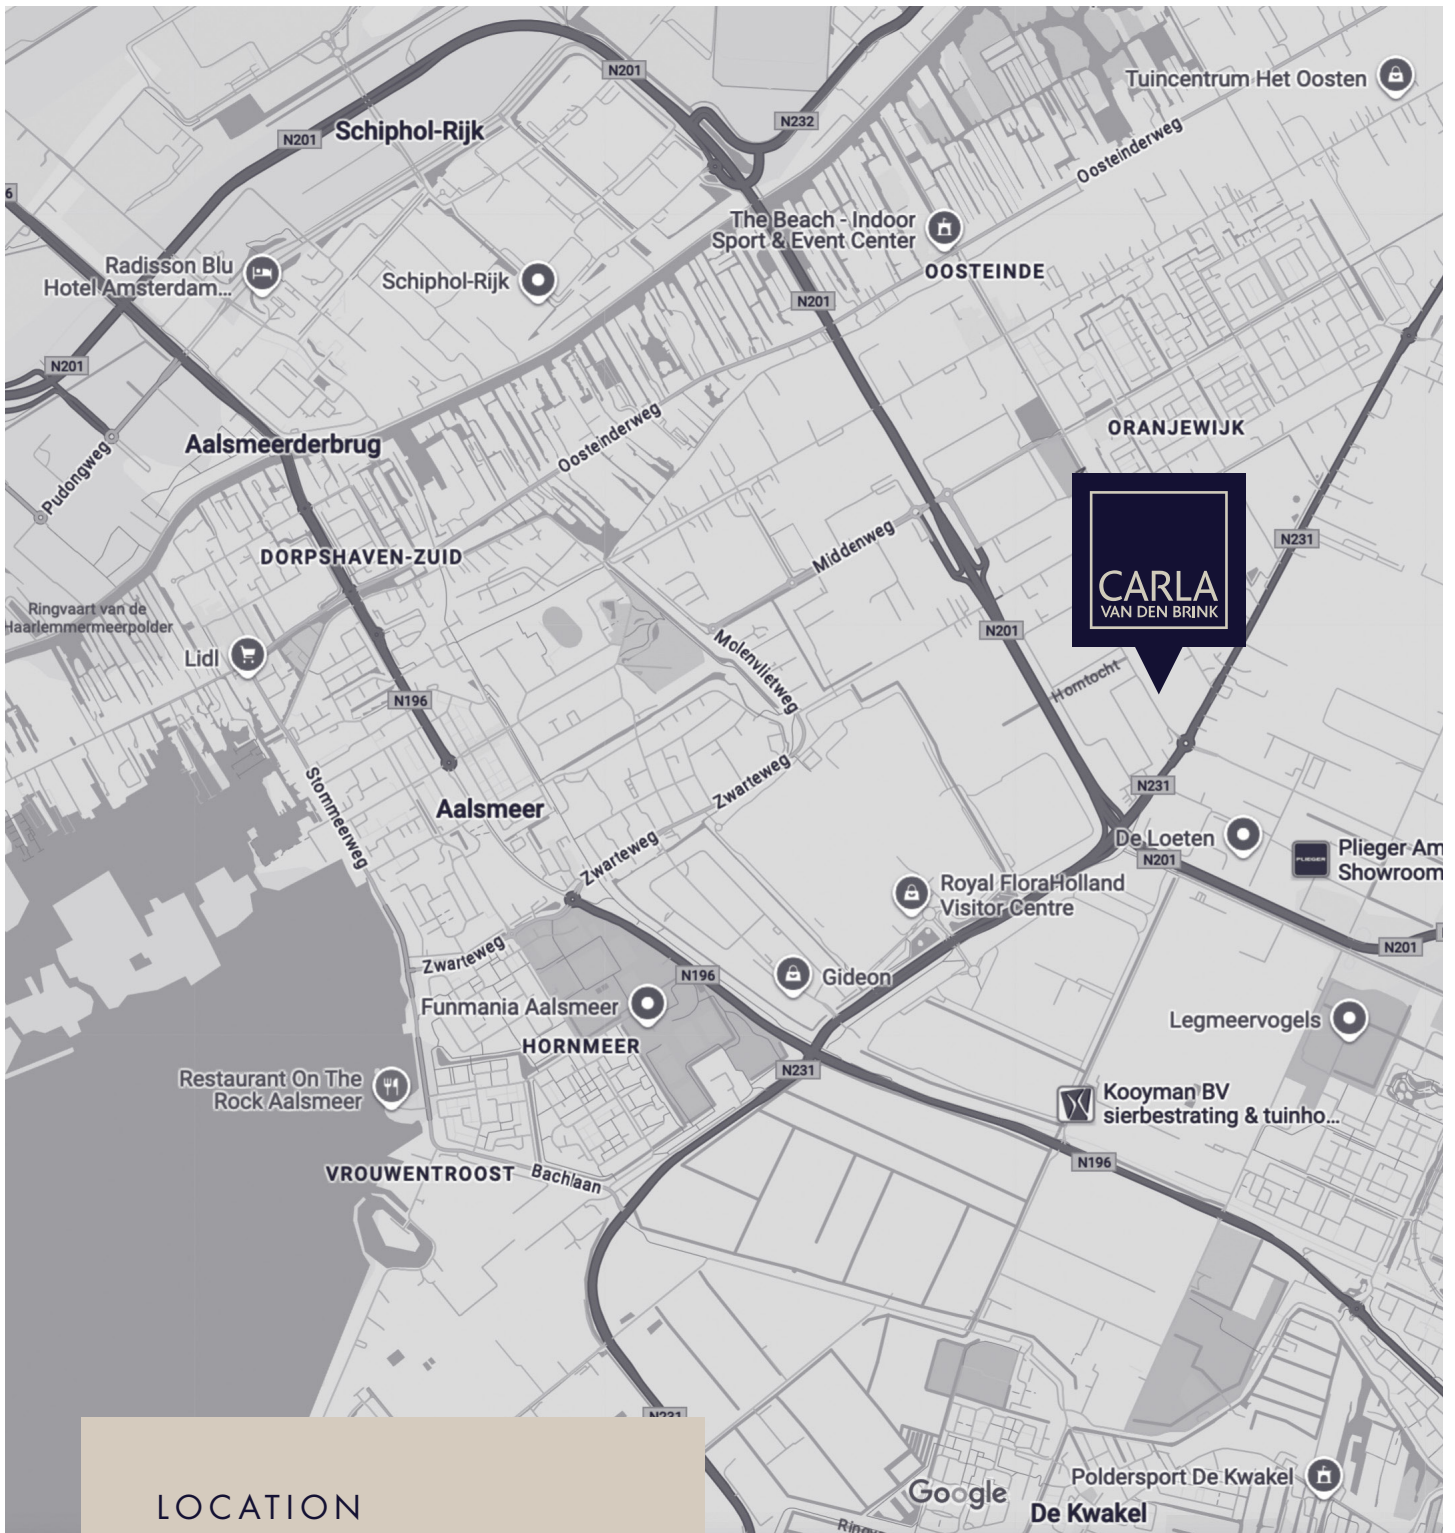 N201
Tuincentrum Het Oosten
N232
N201
Schiphol-Rijk
Oosteinderweg
6
The Beach - Indoor
Sport & Event Center
OOSTEINDE
Radisson Blu
Hotel Amsterdam...
Schiphol-Rijk
N201
N201
Oosteinderweg
ORANJEWIJK
Aalsmeerderbrug
Pudongweg
N231
Middenweg
DORPSHAVEN-ZUID
CARLA
VAN DEN BRINK
Ringvaart van de
Haarlemmermeerpolder
N201
Lidl
Molenvlietweg
Horntocht
N196
Stommeerweg
Zwarteweg
N231
Aalsmeer
De Loeten
Zwarteweg
N201
PLIEGER
Plieger Am
Showroom
Royal FloraHolland
Visitor Centre
Zwarteweg
N201
N196
Gideon
Funmania Aalsmeer
Legmeervogels
HORNMEER
N231
Restaurant On The
Rock Aalsmeer
Kooyman BV
sierbestrating & tuinho...
VROUWENTROOST
Bachlaan
N196
N231
LOCATION
Google
Poldersport De Kwakel
De Kwakel